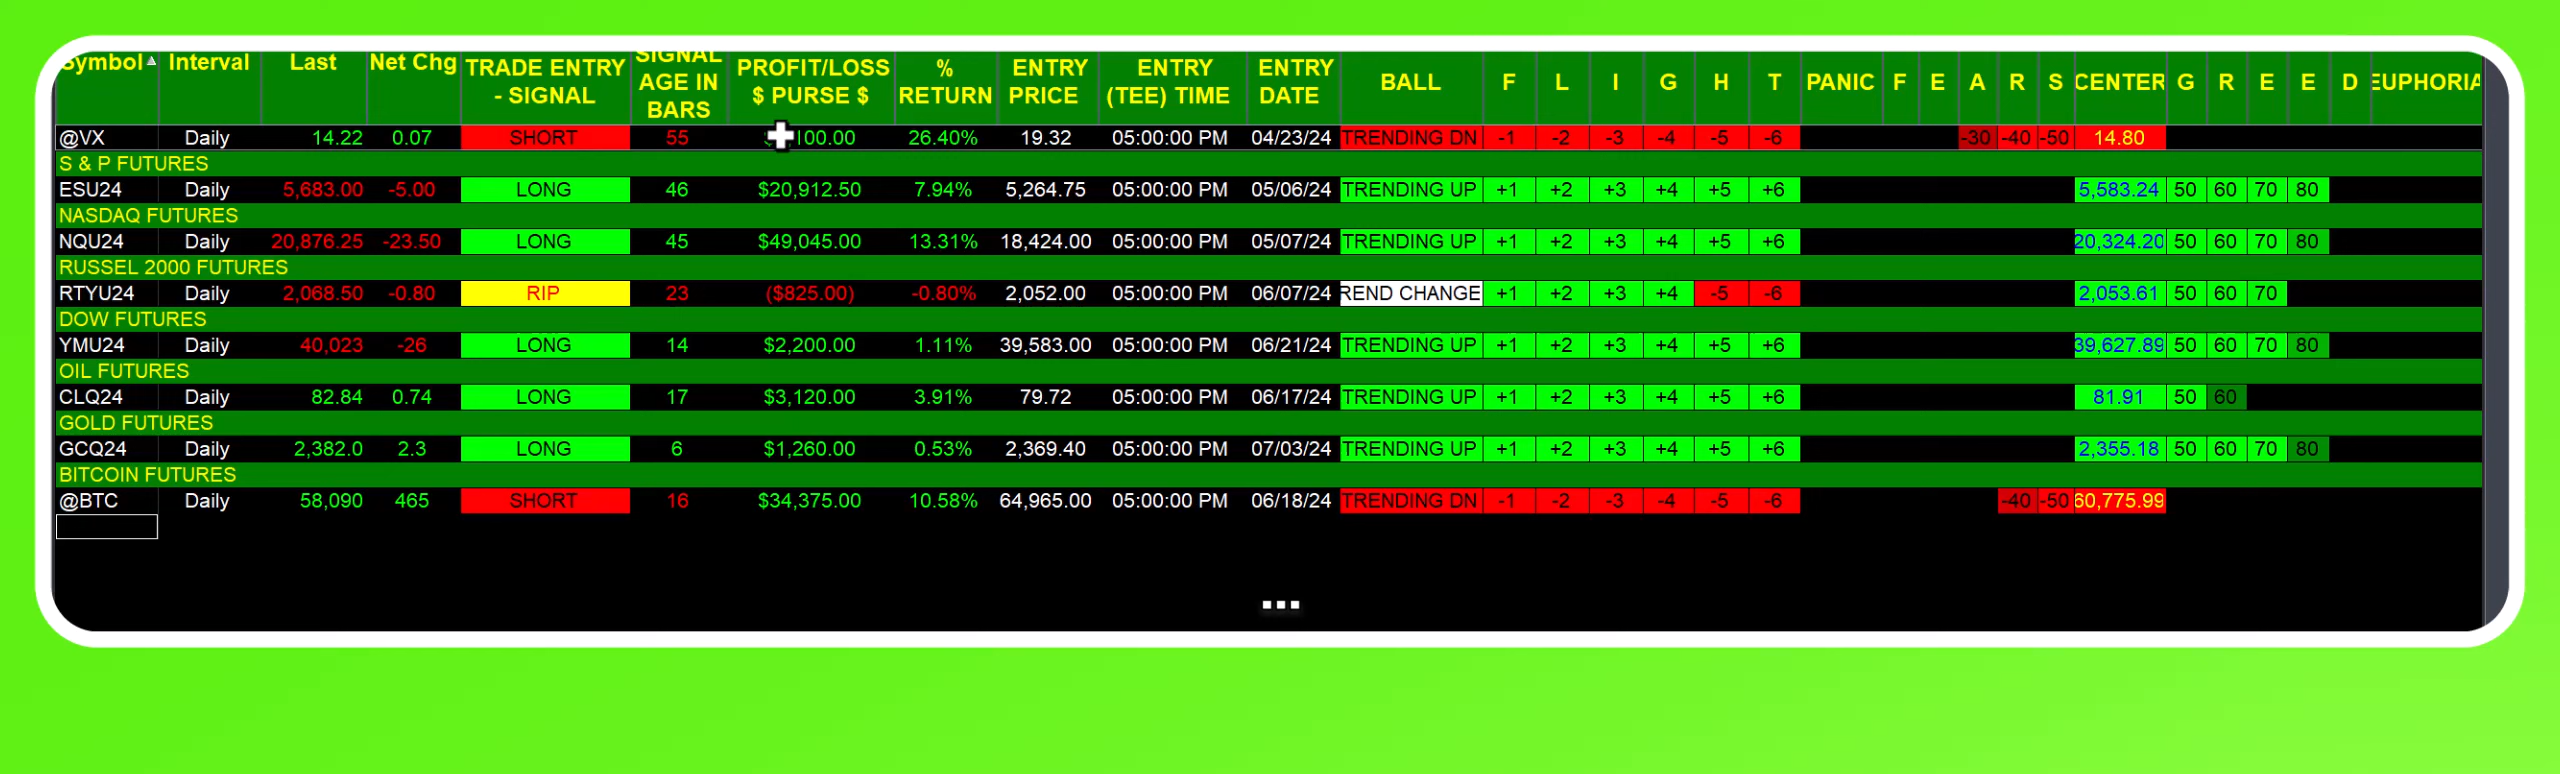 Symbol Interval Last Net Chg TRADE ENTRY - SIGNAL SIGNAL AGE IN BARS PROFIT/LOSS $ PURSE $ % RETURN ENTRY PRICE ENTRY (TEE) TIME ENTRY DATE BALL F L I G H T PANIC F E A R S CENTER G R E E D EUPHORIA
@VX Daily 14.22 0.07 SHORT 55 100.00 26.40% 19.32 05:00:00 PM 04/23/24 TRENDING DN -1 -2 -3 -4 -5 -6 -30 -40 -50 14.80
S & P FUTURES
ESU24 Daily 5,683.00 -5.00 LONG 46 $20,912.50 7.94% 5,264.75 05:00:00 PM 05/06/24 TRENDING UP +1 +2 +3 +4 +5 +6 5,583.24 50 60 70 80
NASDAQ FUTURES
NQU24 Daily 20,876.25 -23.50 LONG 45 $49,045.00 13.31% 18,424.00 05:00:00 PM 05/07/24 TRENDING UP +1 +2 +3 +4 +5 +6 20,324.20 50 60 70 80
RUSSEL 2000 FUTURES
RTYU24 Daily 2,068.50 -0.80 RIP 23 ($825.00) -0.80% 2,052.00 05:00:00 PM 06/07/24 REND CHANGE +1 +2 +3 +4 -5 -6 2,053.61 50 60 70
DOW FUTURES
YMU24 Daily 40,023 -26 LONG 14 $2,200.00 1.11% 39,583.00 05:00:00 PM 06/21/24 TRENDING UP +1 +2 +3 +4 +5 +6 39,627.89 50 60 70 80
OIL FUTURES
CLQ24 Daily 82.84 0.74 LONG 17 $3,120.00 3.91% 79.72 05:00:00 PM 06/17/24 TRENDING UP +1 +2 +3 +4 +5 +6 81.91 50 60
GOLD FUTURES
GCQ24 Daily 2,382.0 2.3 LONG 6 $1,260.00 0.53% 2,369.40 05:00:00 PM 07/03/24 TRENDING UP +1 +2 +3 +4 +5 +6 2,355.18 50 60 70 80
BITCOIN FUTURES
@BTC Daily 58,090 465 SHORT 16 $34,375.00 10.58% 64,965.00 05:00:00 PM 06/18/24 TRENDING DN -1 -2 -3 -4 -5 -6 -40 -50 60,775.99